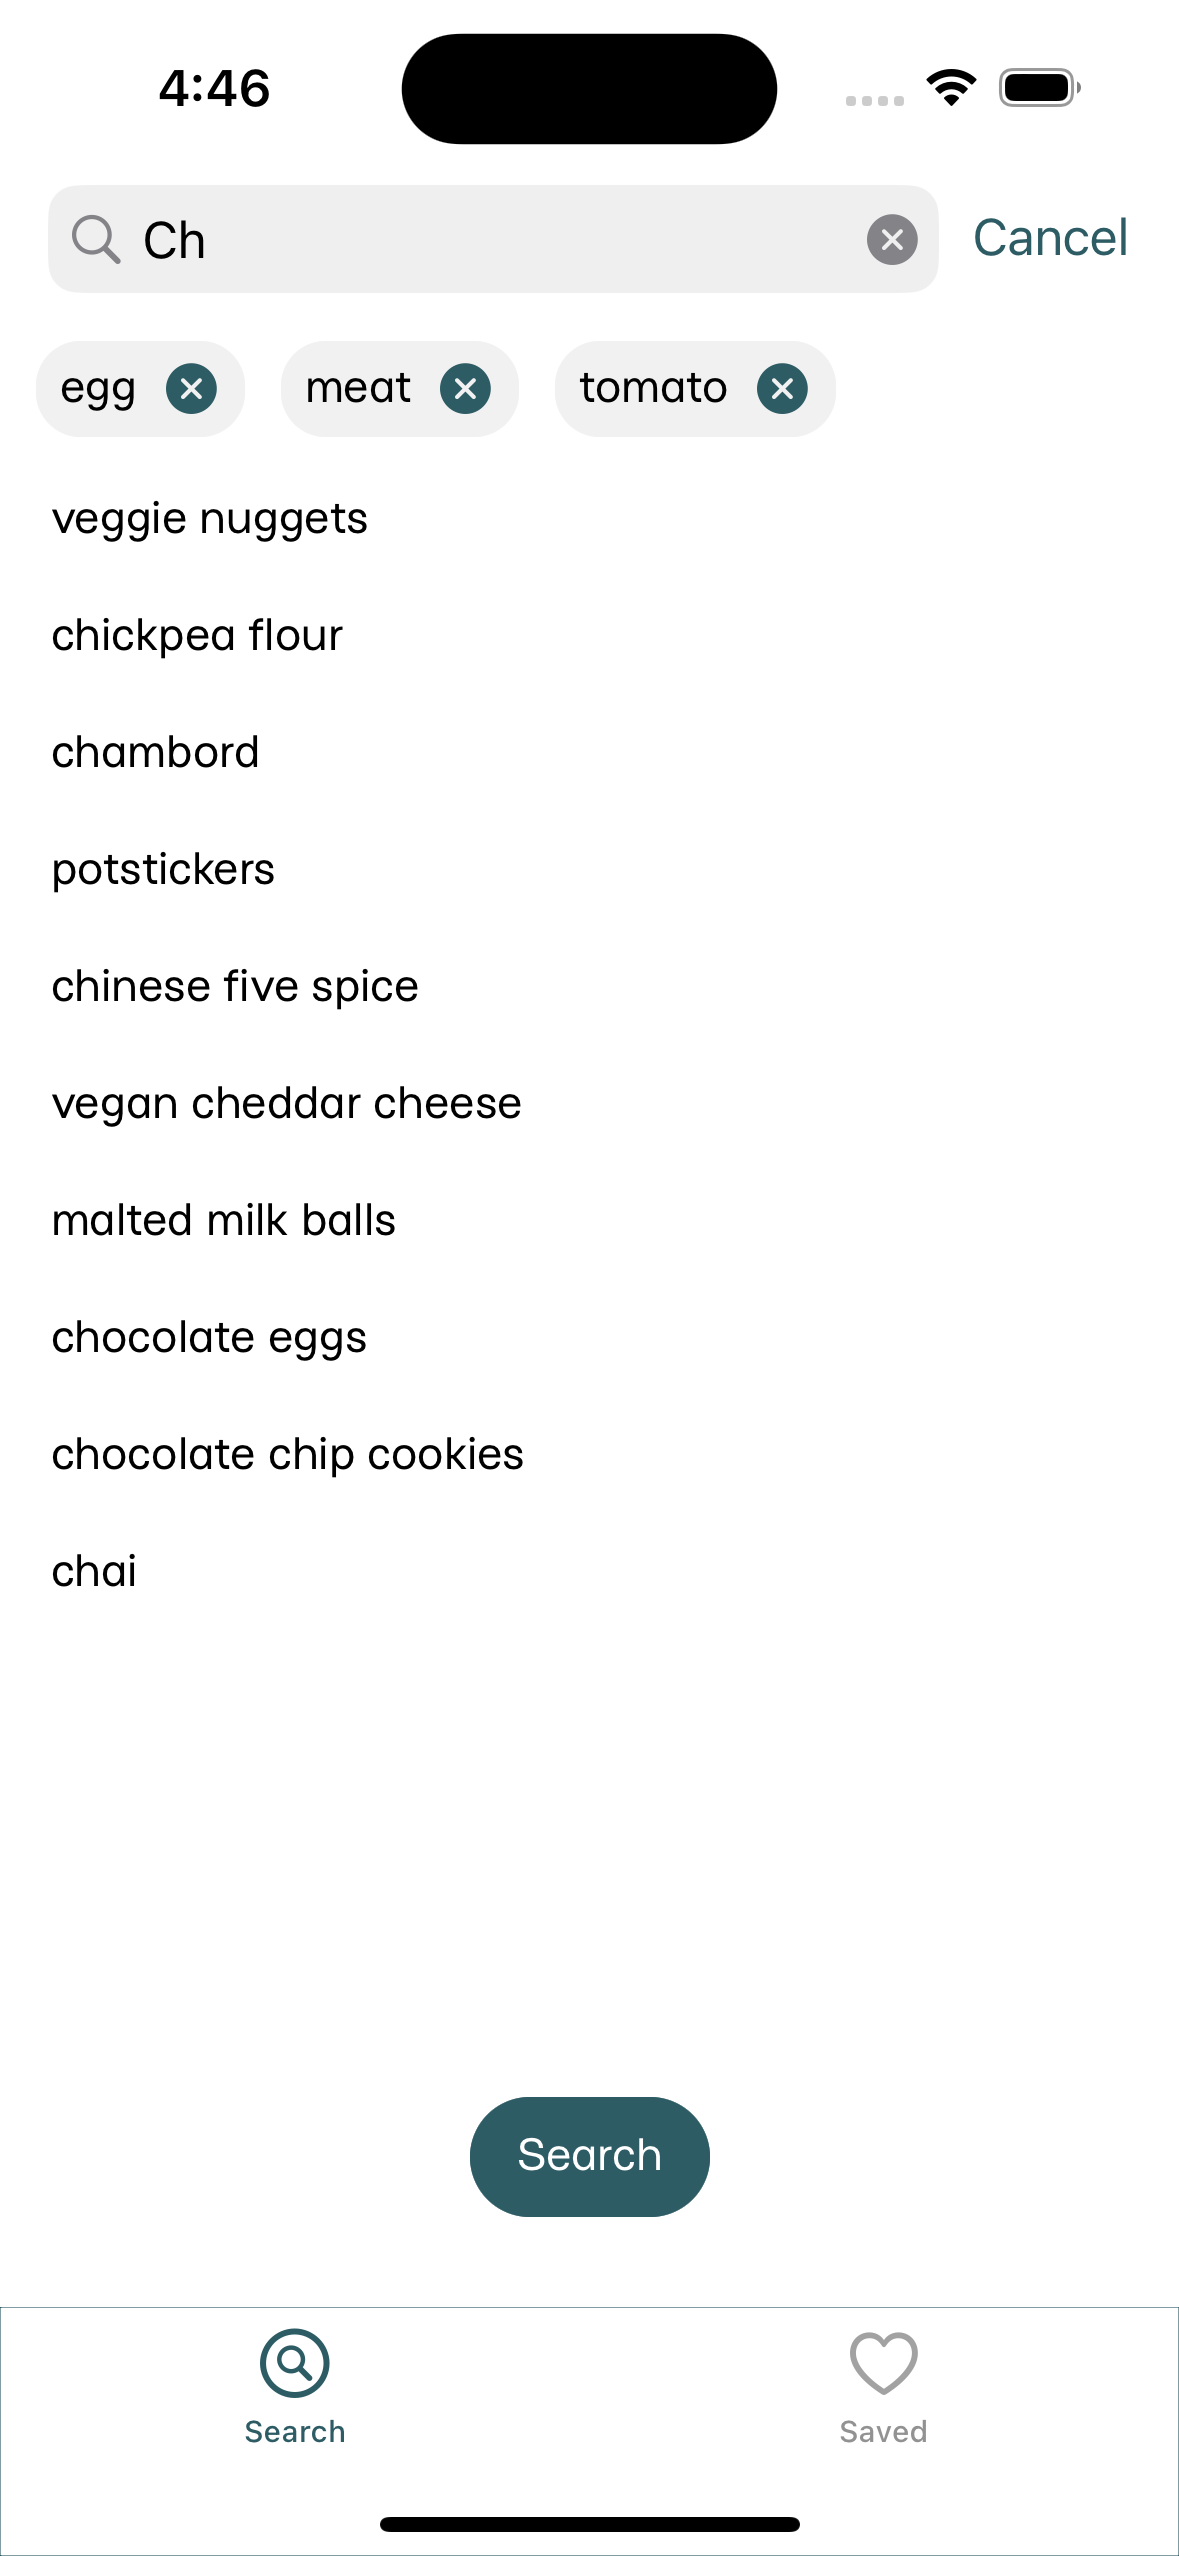 4:46
Ch
Cancel
egg meat tomato
veggie nuggets
chickpea flour
chambord
potstickers
chinese five spice
vegan cheddar cheese
malted milk balls
chocolate eggs
chocolate chip cookies
chai
Search
Search Saved